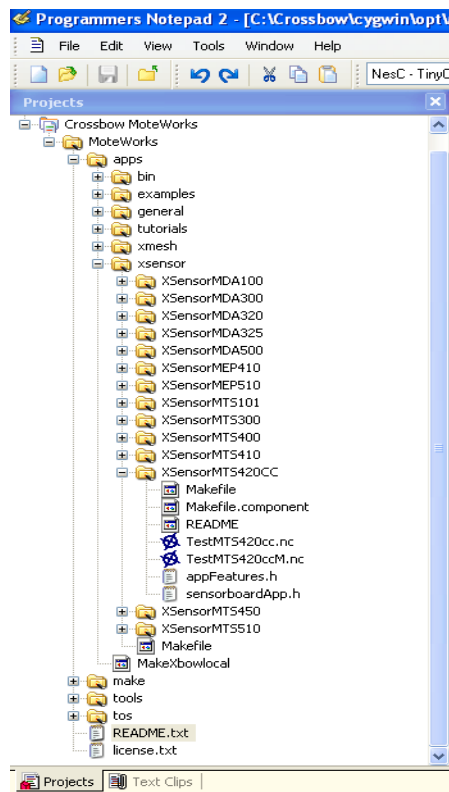 Programmers Notepad 2 - [C:\Crossbow\cygwin\opt\
File Edit View Tools Window Help
NesC - Tiny
Projects
Crossbow MoteWorks
MoteWorks
apps
bin
examples
general
tutorials
xmesh
xsensor
XSensorMDA100
XSensorMDA300
XSensorMDA320
XSensorMDA325
XSensorMDA500
XSensorMEP410
XSensorMEP510
XSensorMTS101
XSensorMTS300
XSensorMTS400
XSensorMTS410
XSensorMTS420CC
Makefile
Makefile.component
README
TestMTS420cc.nc
TestMTS420ccM.nc
appFeatures.h
sensorboardApp.h
XSensorMTS450
XSensorMTS510
Makefile
MakeXbowlocal
make
tools
tos
README.txt
license.txt
Projects Text Clips